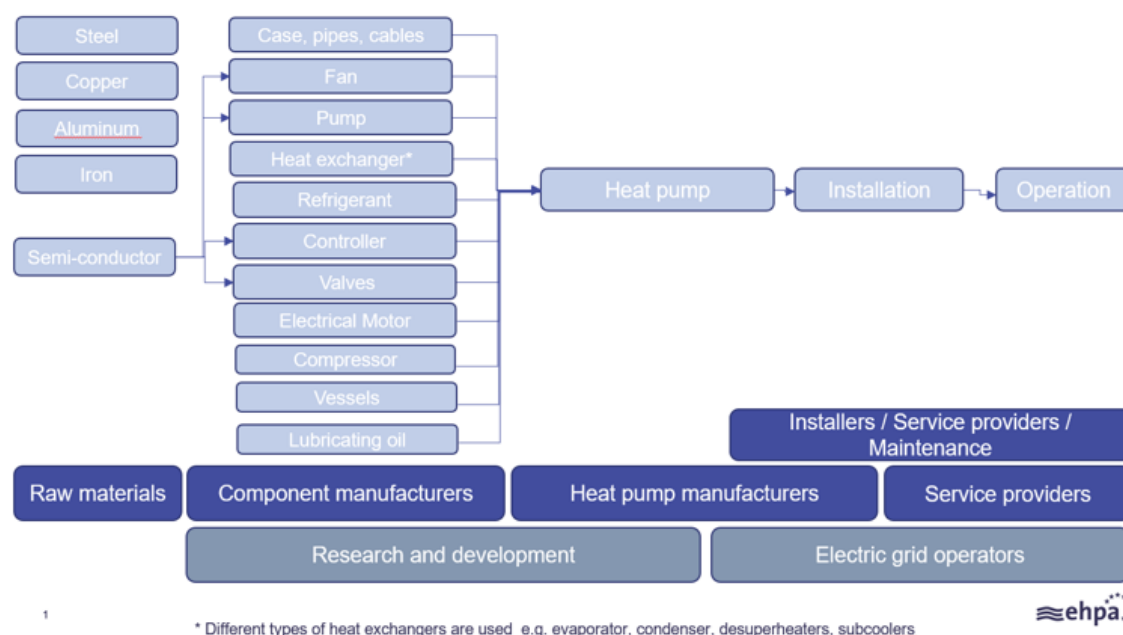 Steel
Copper
Aluminum
Iron
Semi-conductor
Case, pipes, cables
Fan
Pump
Heat exchanger*
Refrigerant
Controller
Valves
Electrical Motor
Compressor
Vessels
Lubricating oil
Heat pump
Installation
Operation
Installers / Service providers /
Maintenance
Raw materials
Component manufacturers
Heat pump manufacturers
Service providers
Research and development
Electric grid operators
1
* Different types of heat exchangers are used e.g. evaporator, condenser, desuperheaters, subcoolers
ehpa